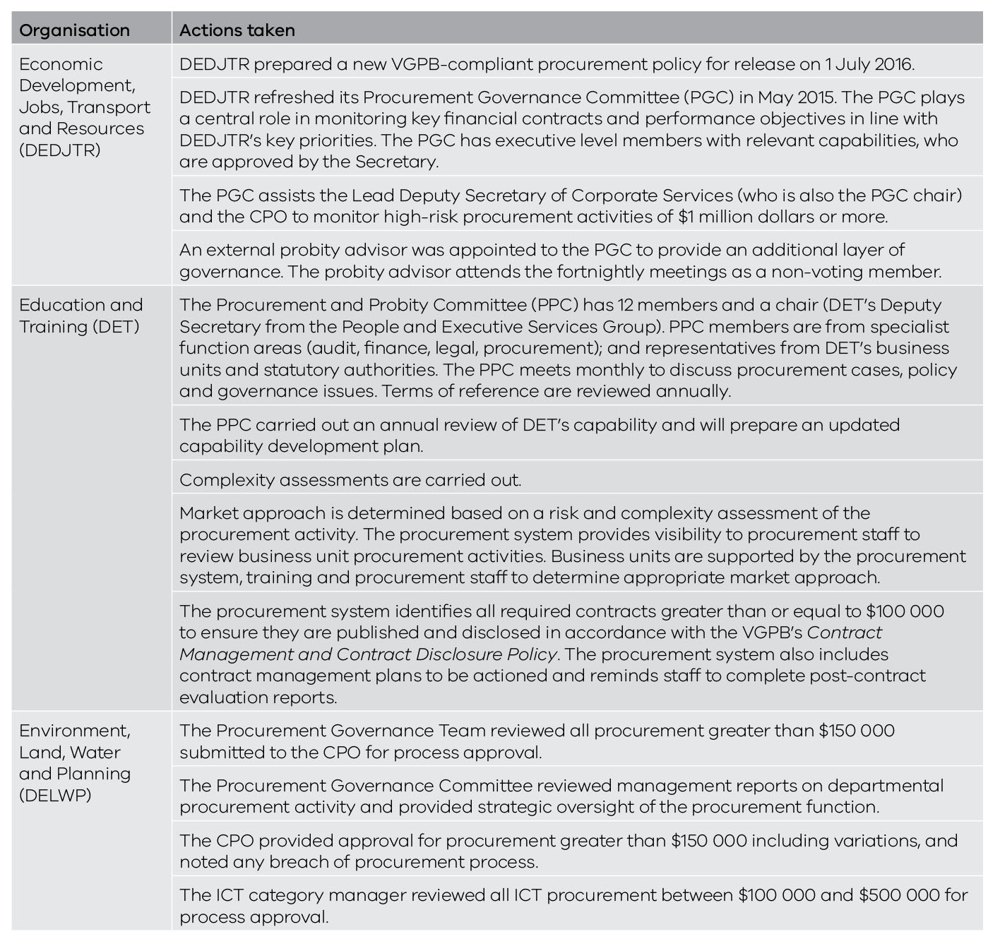 Organisation
Actions taken
Economic
Development,
Jobs, Transport
and Resources
(DEDJTR)
DEDJTR prepared a new VGPB-compliant procurement policy for release on 1 July 2016.
DEDJTR refreshed its Procurement Governance Committee (PGC) in May 2015. The PGC plays
a central role in monitoring key financial contracts and performance objectives in line with
DEDJTR's key priorities. The PGC has executive level members with relevant capabilities, who
are approved by the Secretary.
The PGC assists the Lead Deputy Secretary of Corporate Services (who is also the PGC chair)
and the CPO to monitor high-risk procurement activities of $1 million dollars or more.
An external probity advisor was appointed to the PGC to provide an additional layer of
governance. The probity advisor attends the fortnightly meetings as a non-voting member.
Education and
Training (DET)
The Procurement and Probity Committee (PPC) has 12 members and a chair (DET's Deputy
Secretary from the People and Executive Services Group). PPC members are from specialist
function areas (audit, finance, legal, procurement); and representatives from DET's business
units and statutory authorities. The PPC meets monthly to discuss procurement cases, policy
and governance issues. Terms of reference are reviewed annually.
The PPC carried out an annual review of DET's capability and will prepare an updated
capability development plan.
Complexity assessments are carried out.
Market approach is determined based on a risk and complexity assessment of the
procurement activity. The procurement system provides visibility to procurement staff to
review business unit procurement activities. Business units are supported by the procurement
system, training and procurement staff to determine appropriate market approach.
The procurement system identifies all required contracts greater than or equal to $100 000
to ensure they are published and disclosed in accordance with the VGPB's Contract
Management and Contract Disclosure Policy. The procurement system also includes
contract management plans to be actioned and reminds staff to complete post-contract
evaluation reports.
Environment,
Land, Water
and Planning
(DELWP)
The Procurement Governance Team reviewed all procurement greater than $150 000
submitted to the CPO for process approval.
The Procurement Governance Committee reviewed management reports on departmental
procurement activity and provided strategic oversight of the procurement function.
The CPO provided approval for procurement greater than $150 000 including variations, and
noted any breach of procurement process.
The ICT category manager reviewed all ICT procurement between $100 000 and $500 000 for
process approval.